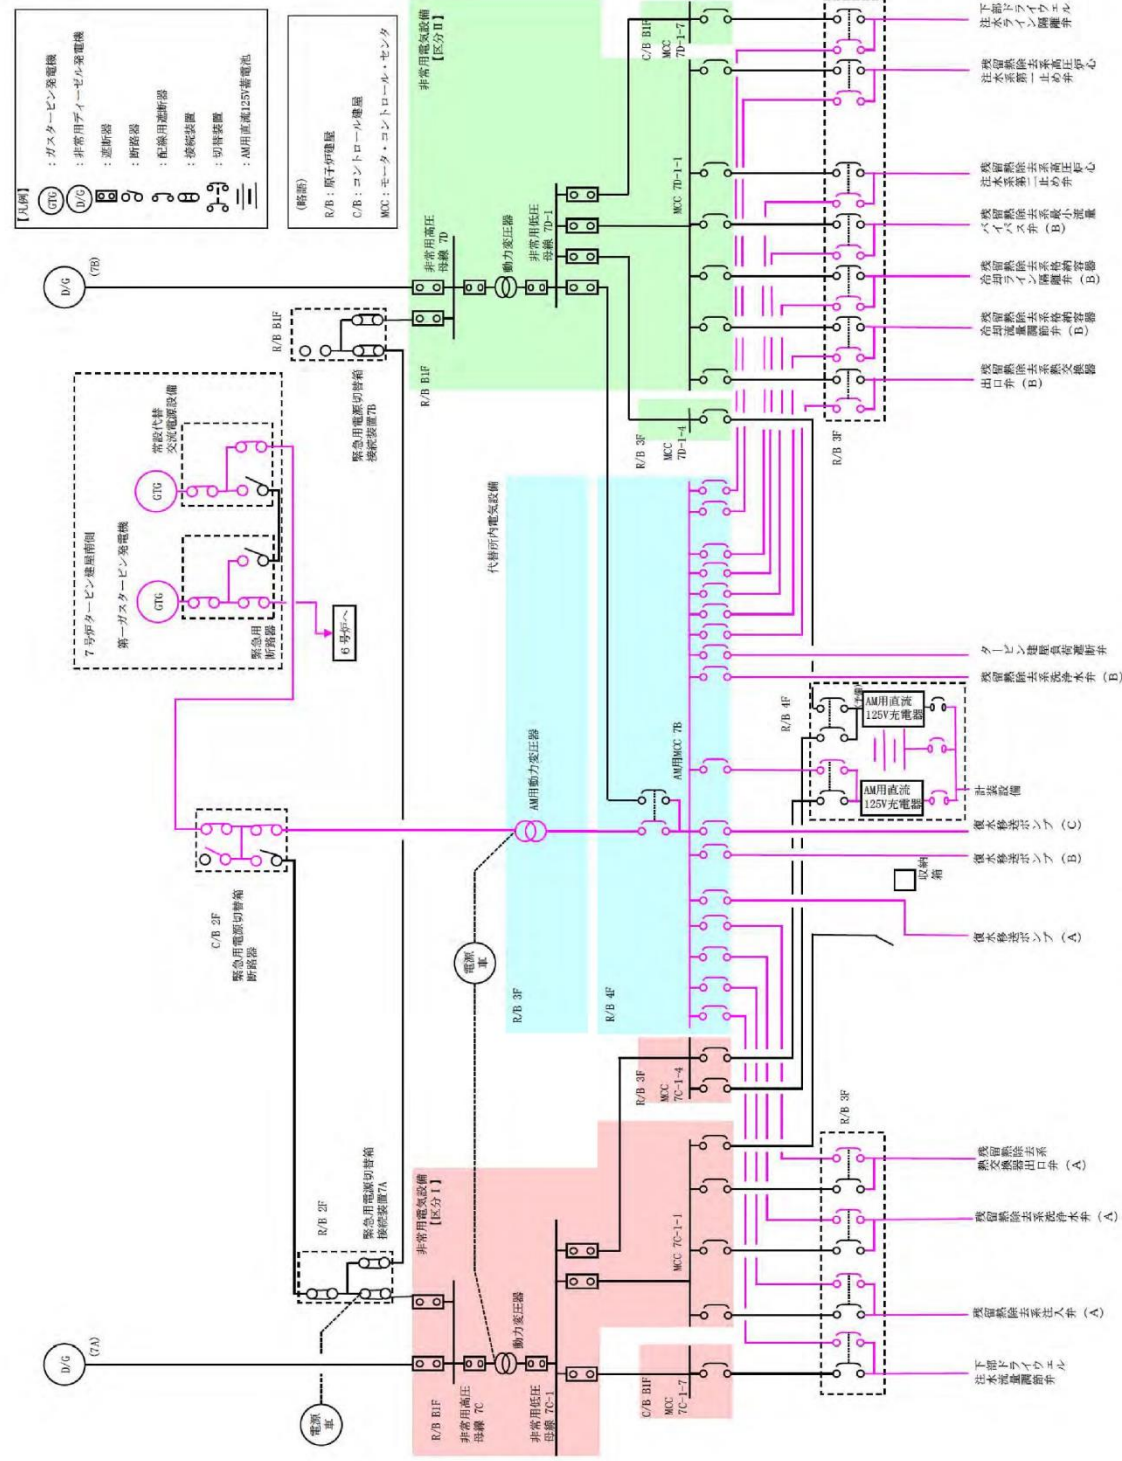 【凡例】
GTG
：ガスタービン発電機
D/G
：非常用ディーゼル発電機
：遮断器
：断路器
：配線用遮断器
：接続装置
：切替装置
：AM用直流125V蓄電池
(略語)
R/B：原子炉建屋
C/B：コントロール建屋
MCC：モータ・コントロール・センタ
D/G
(7A)
電源
車
R/B 2F
緊急用電源切替箱
接続装置7A
C/B 2F
緊急用電源切替箱
断路器
7号炉タービン建屋南側
第一ガスタービン発電機
GTG
GTG
常設代替
交流電源設備
緊急用
断路器
6号炉へ
R/B B1F
緊急用電源切替箱
接続装置7B
D/G
(7B)
非常用電気設備
【区分Ⅰ】
R/B B1F
非常用高圧
母線 7C
動力変圧器
非常用低圧
母線 7C-1
C/B B1F
MCC
7C-1-7
MCC 7C-1-1
R/B 3F
MCC
7C-1-4
電源
車
代替所内電気設備
R/B 3F
AM用動力変圧器
R/B 4F
AM用MCC 7B
非常用電気設備
【区分Ⅱ】
R/B B1F
非常用高圧
母線 7D
動力変圧器
非常用低圧
母線 7D-1
R/B 3F
MCC
7D-1-4
MCC 7D-1-1
C/B B1F
MCC
7D-1-7
R/B 3F
R/B 4F
AM用直流
125V充電器
(予備)
AM用直流
125V充電器
収納
箱
R/B 3F
下部ドライウェル
注水流量調節弁
残留熱除去系注入弁 (A)
残留熱除去系洗浄水弁 (A)
残留熱除去系
熱交換器出口弁 (A)
復水移送ポンプ (A)
復水移送ポンプ (B)
復水移送ポンプ (C)
計装設備
残留熱除去系洗浄水弁 (B)
タービン建屋負荷遮断弁
残留熱除去系熱交換器
出口弁 (B)
残留熱除去系格納容器
冷却流量調節弁 (B)
残留熱除去系格納容器
冷却ライン隔離弁 (B)
残留熱除去系最小流量
バイパス弁 (B)
残留熱除去系高圧炉心
注水系第二止め弁
残留熱除去系高圧炉心
注水系第一止め弁
下部ドライウェル
注水ライン隔離弁